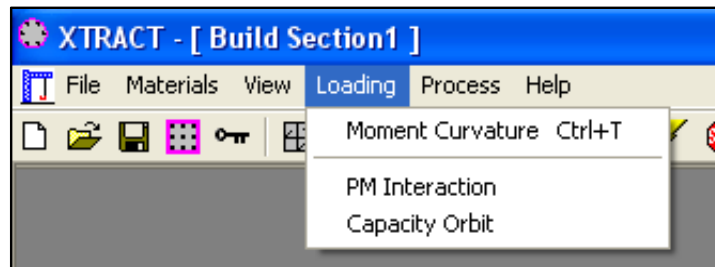 XTRACT - [ Build Section1 ]
File Materials View Loading Process Help
Moment Curvature Ctrl+T
PM Interaction
Capacity Orbit